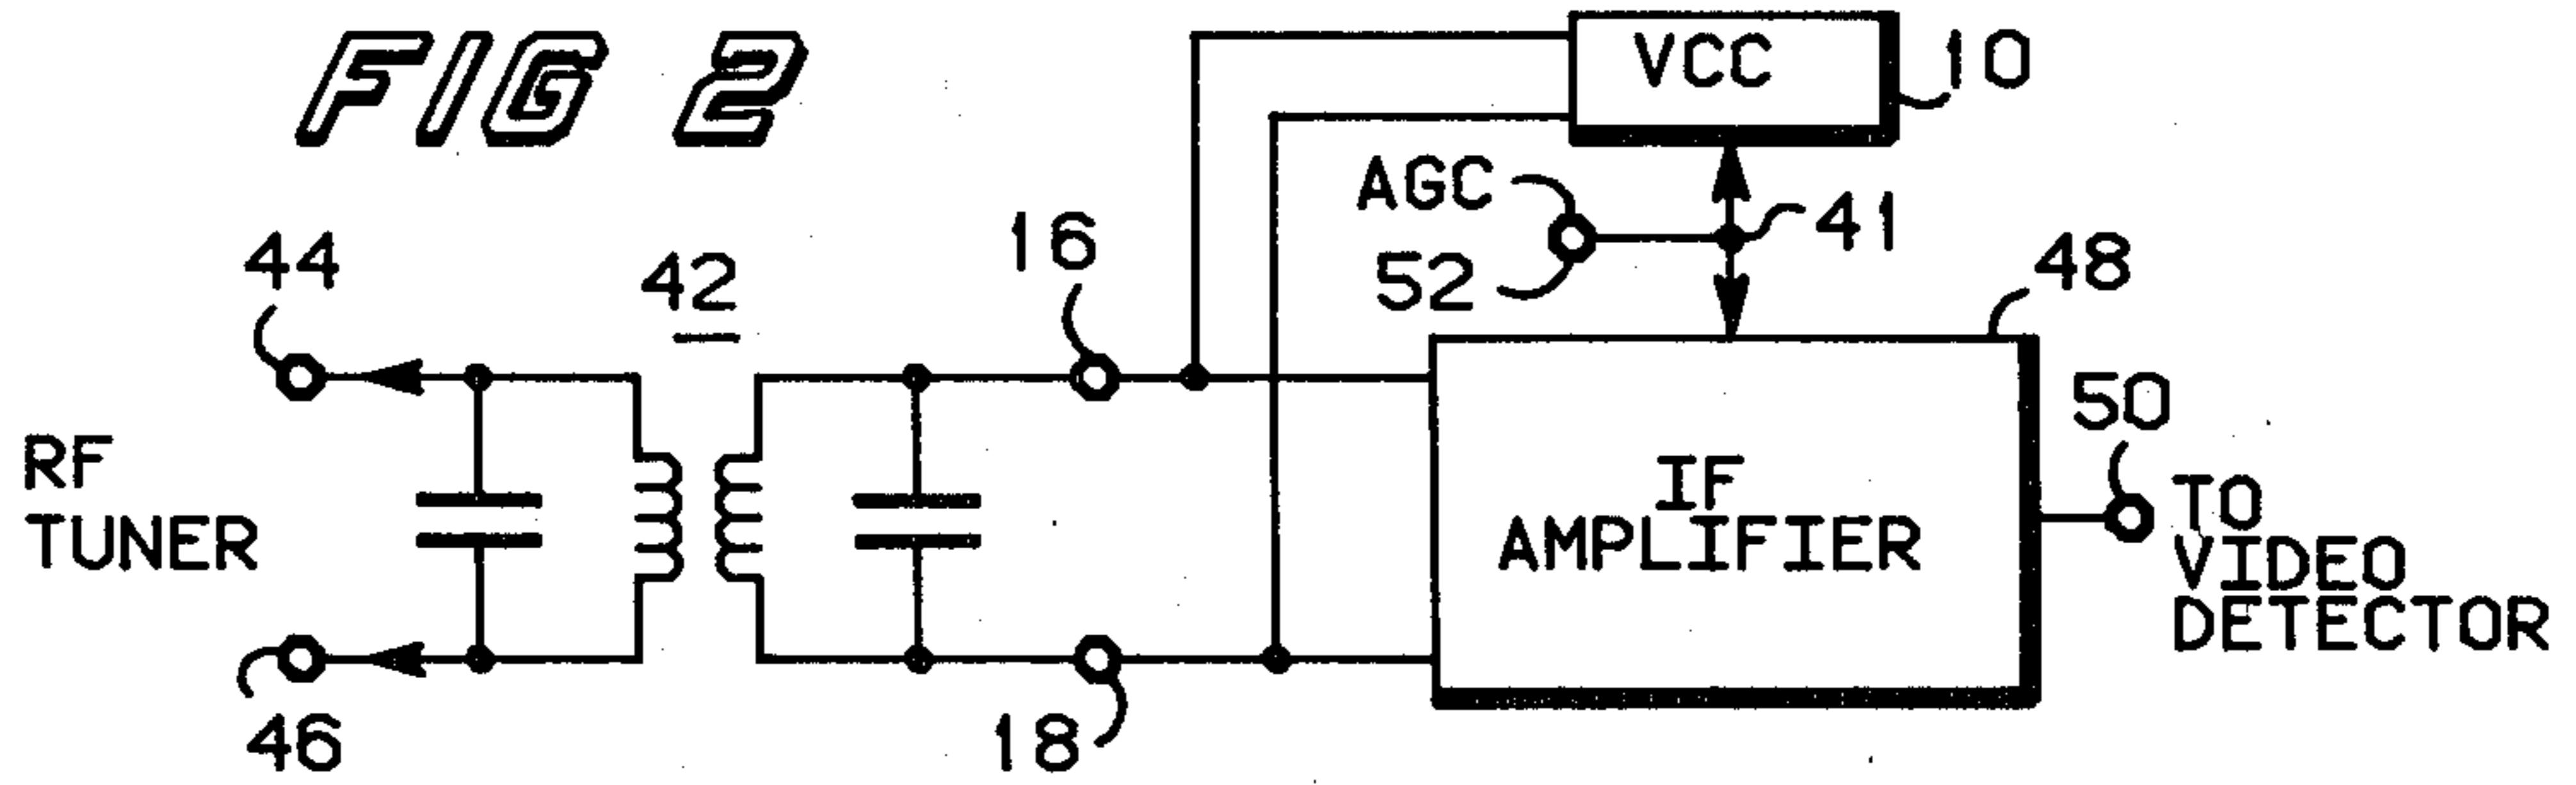 FIG 2
VCC
10
AGC
41
16
52
48
44
42
50
RF
TUNER
IF
AMPLIFIER
TO
VIDEO
DETECTOR
46
18